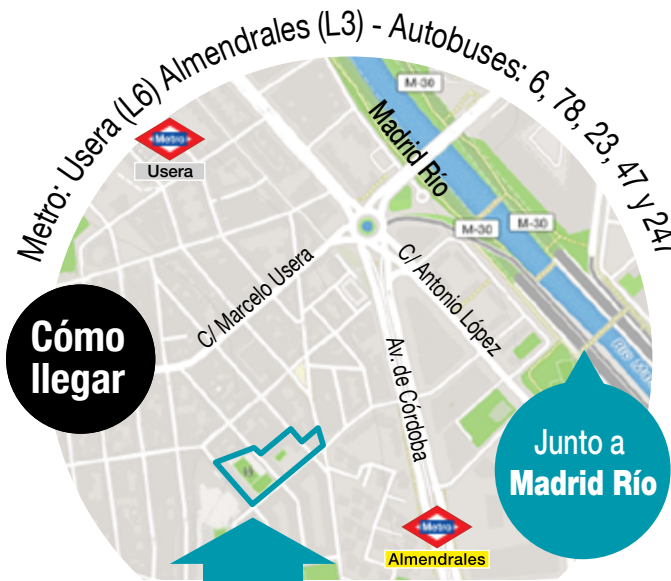 Metro: Usera (L6) Almendrales (L3) - Autobuses: 6, 78, 23, 47 y 247
M-30
Madrid Río
Metro
Usera
M-30
M-30
C/ Marcelo Usera
C/ Antonio López
Av. de Córdoba
Cómo
llegar
Junto a
Madrid Río
Metro
Almendrales